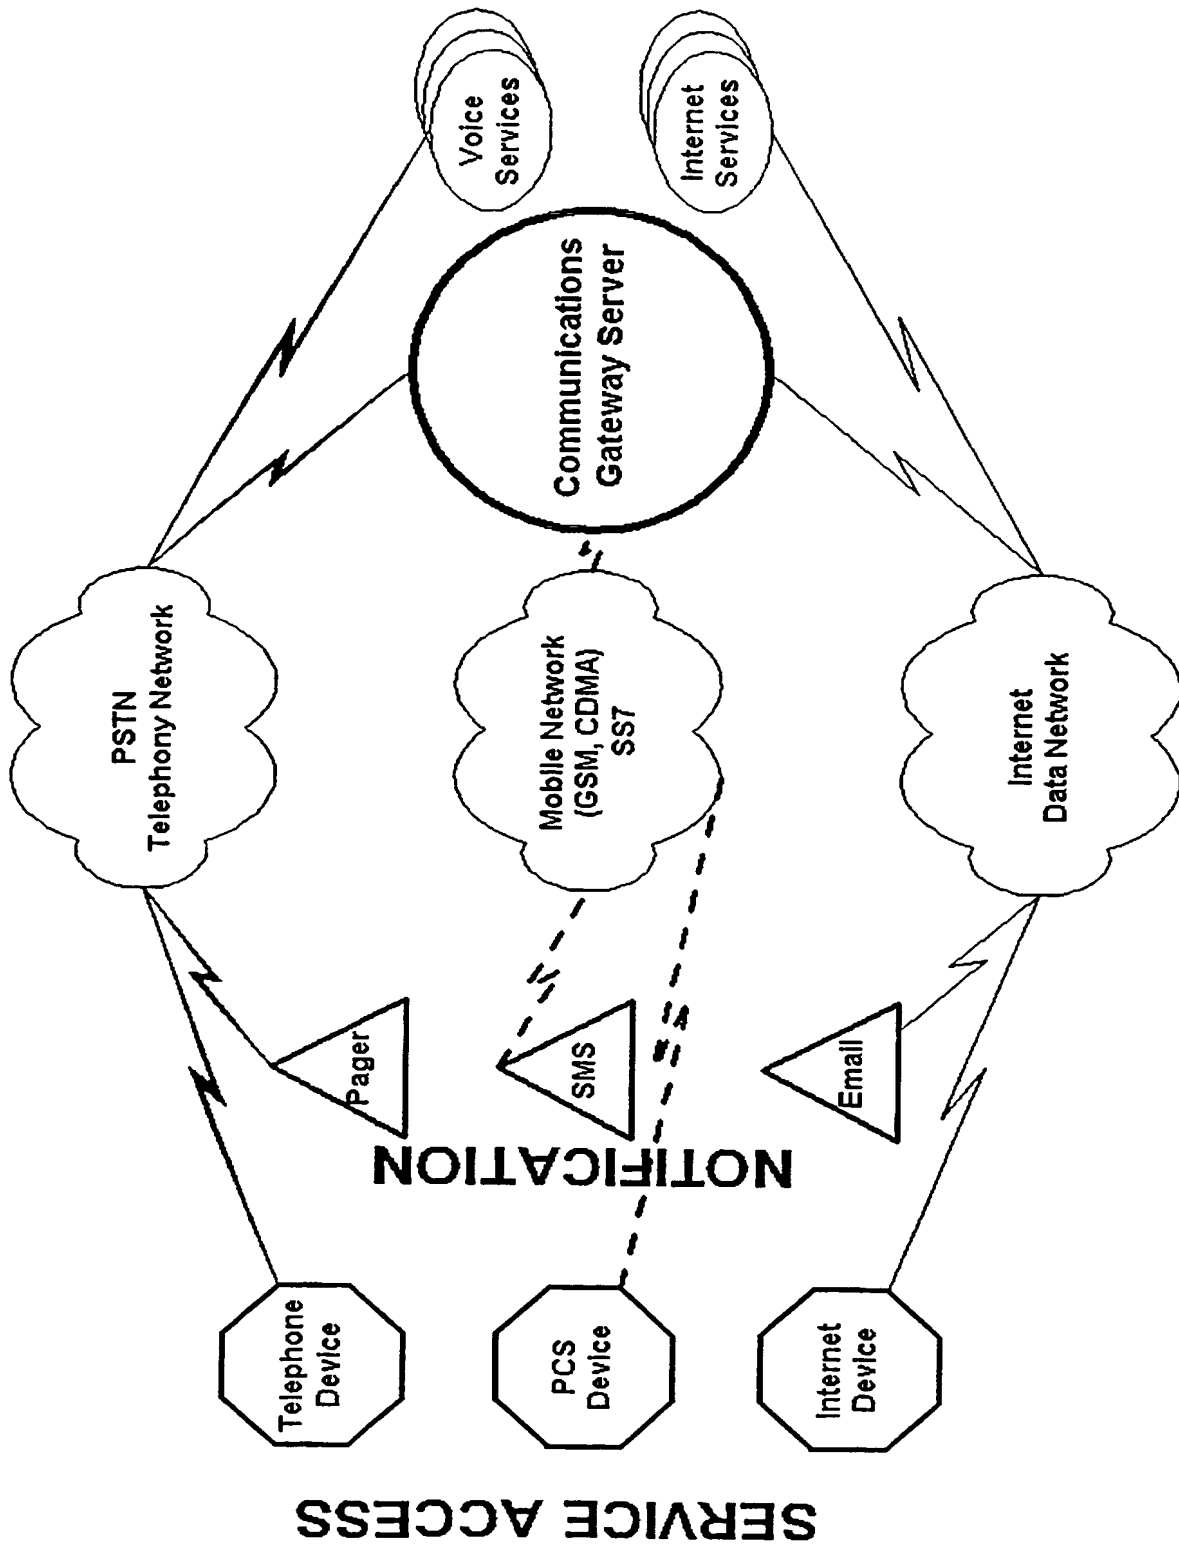 Voice
Services
Internet
Services
Communications
Gateway Server
PSTN
Telephony Network
Mobile Network
(GSM, CDMA)
SS7
Internet
Data Network
Pager
SMS
Email
NOTIFICATION
Telephone
Device
PCS
Device
Internet
Device
SERVICE ACCESS